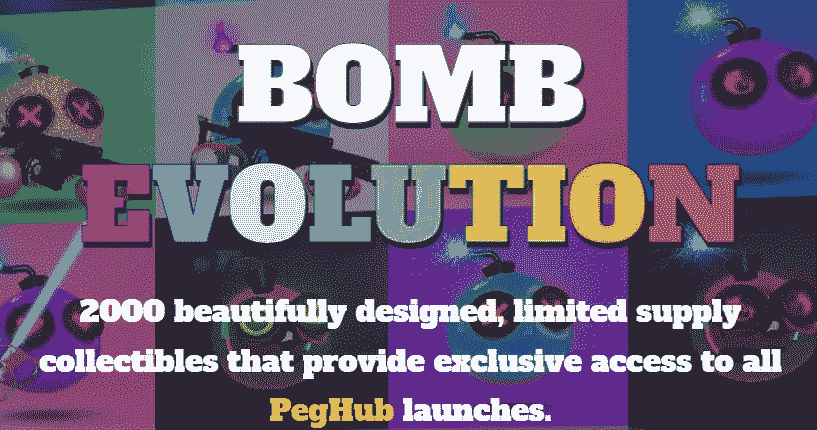 BOMB
EVOLUTION
2000 beautifully designed, limited supply
collectibles that provide exclusive access to all
PegHub launches.